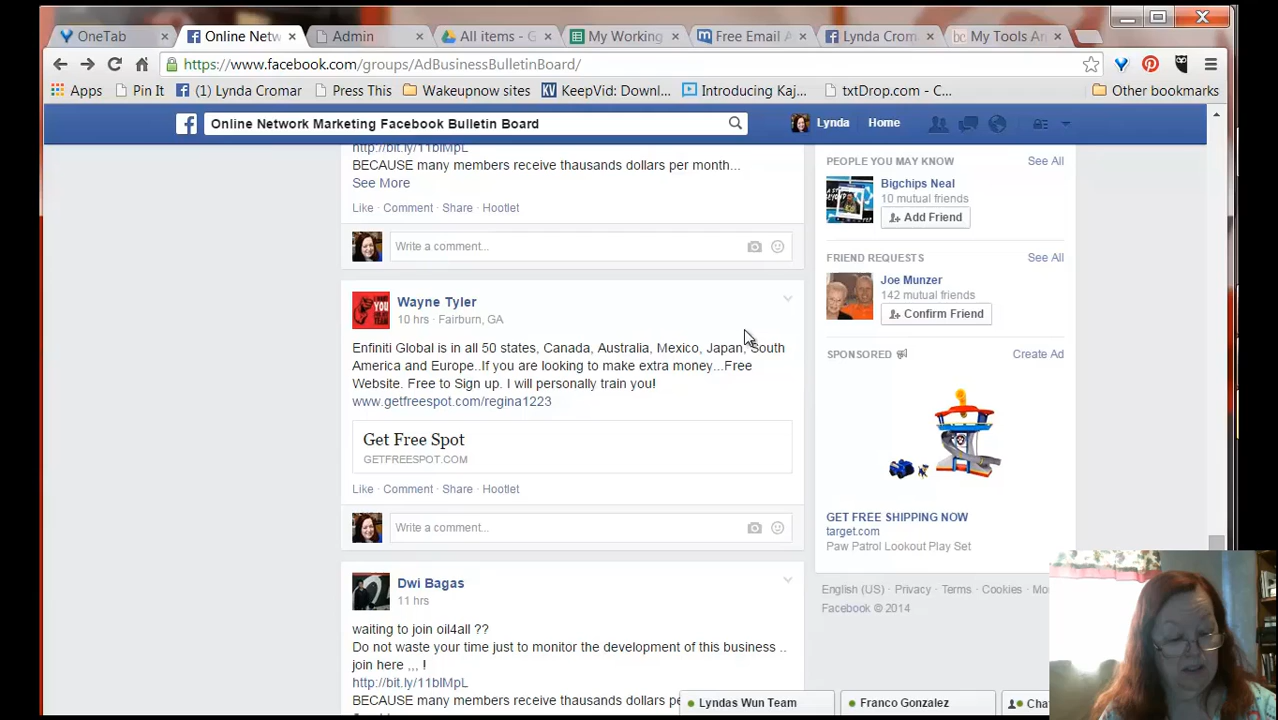 OneTab
Online Netw
Admin
All items - G
My Working
Free Email A
Lynda Crom
My Tools An
https://www.facebook.com/groups/AdBusinessBulletinBoard/
Apps
Pin It
(1) Lynda Cromar
Press This
Wakeupnow sites
KV
KeepVid: Downl...
Introducing Kaj...
txtDrop.com - C...
Other bookmarks
Online Network Marketing Facebook Bulletin Board
Lynda
Home
http://bit.ly/11blMpL
BECAUSE many members receive thausands dollars per month...
See More
Like · Comment · Share · Hootlet
Write a comment...
Wayne Tyler
10 hrs · Fairburn, GA
Enfiniti Global is in all 50 states, Canada, Australia, Mexico, Japan, South
America and Europe..If you are looking to make extra money...Free
Website. Free to Sign up. I will personally train you!
www.getfreespot.com/regina1223
Get Free Spot
GETFREESPOT.COM
Like · Comment · Share · Hootlet
Write a comment...
Dwi Bagas
11 hrs
waiting to join oil4all ??
Do not waste your time just to monitor the development of this business ..
join here ,,, !
http://bit.ly/11blMpL
BECAUSE many members receive thausands dollars pe
PEOPLE YOU MAY KNOW
See All
Bigchips Neal
10 mutual friends
Add Friend
FRIEND REQUESTS
See All
Joe Munzer
142 mutual friends
Confirm Friend
SPONSORED
Create Ad
GET FREE SHIPPING NOW
target.com
Paw Patrol Lookout Play Set
English (US) · Privacy · Terms · Cookies · Mo
Facebook © 2014
Lyndas Wun Team
Franco Gonzalez
Cha